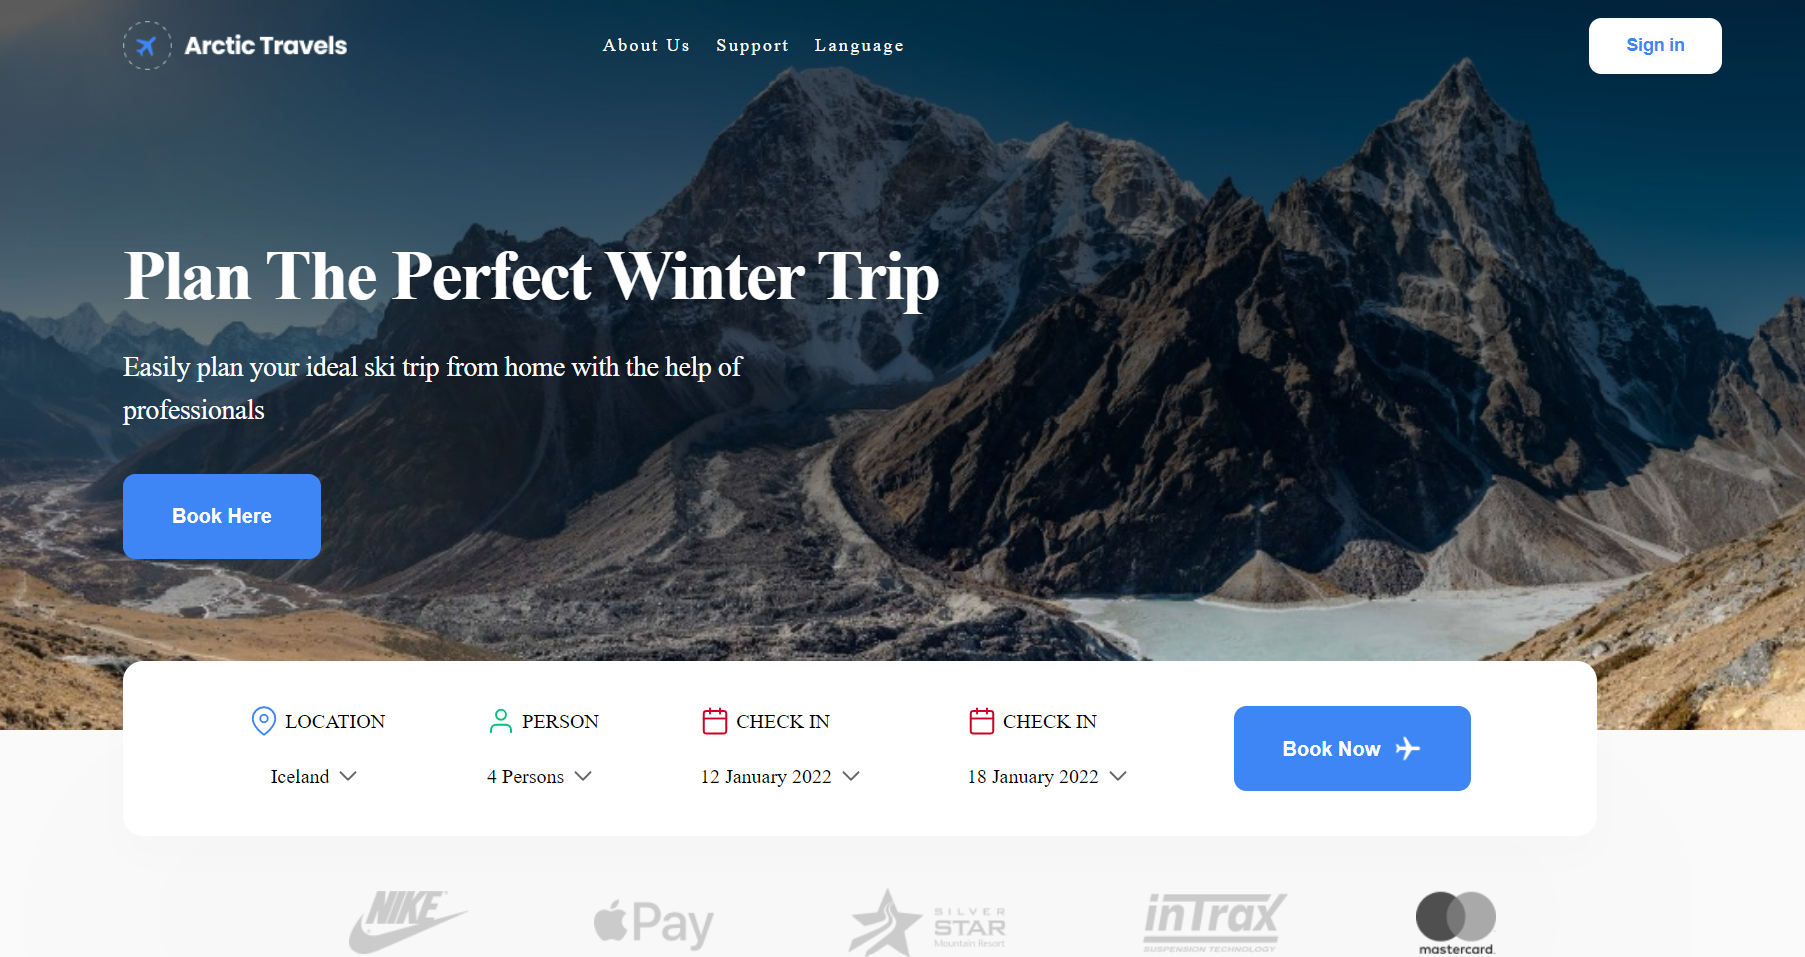 Arctic Travels
About Us Support Language
Sign in
Plan The Perfect Winter Trip
Easily plan your ideal ski trip from home with the help of
professionals
Book Here
LOCATION PERSON CHECK IN CHECK IN
Iceland 4 Persons 12 January 2022 18 January 2022
Book Now
NIKE
Pay
SILVER
STAR
Mountain Resort
inTrax
SUSPENSION TECHNOLOGY
mastercard.